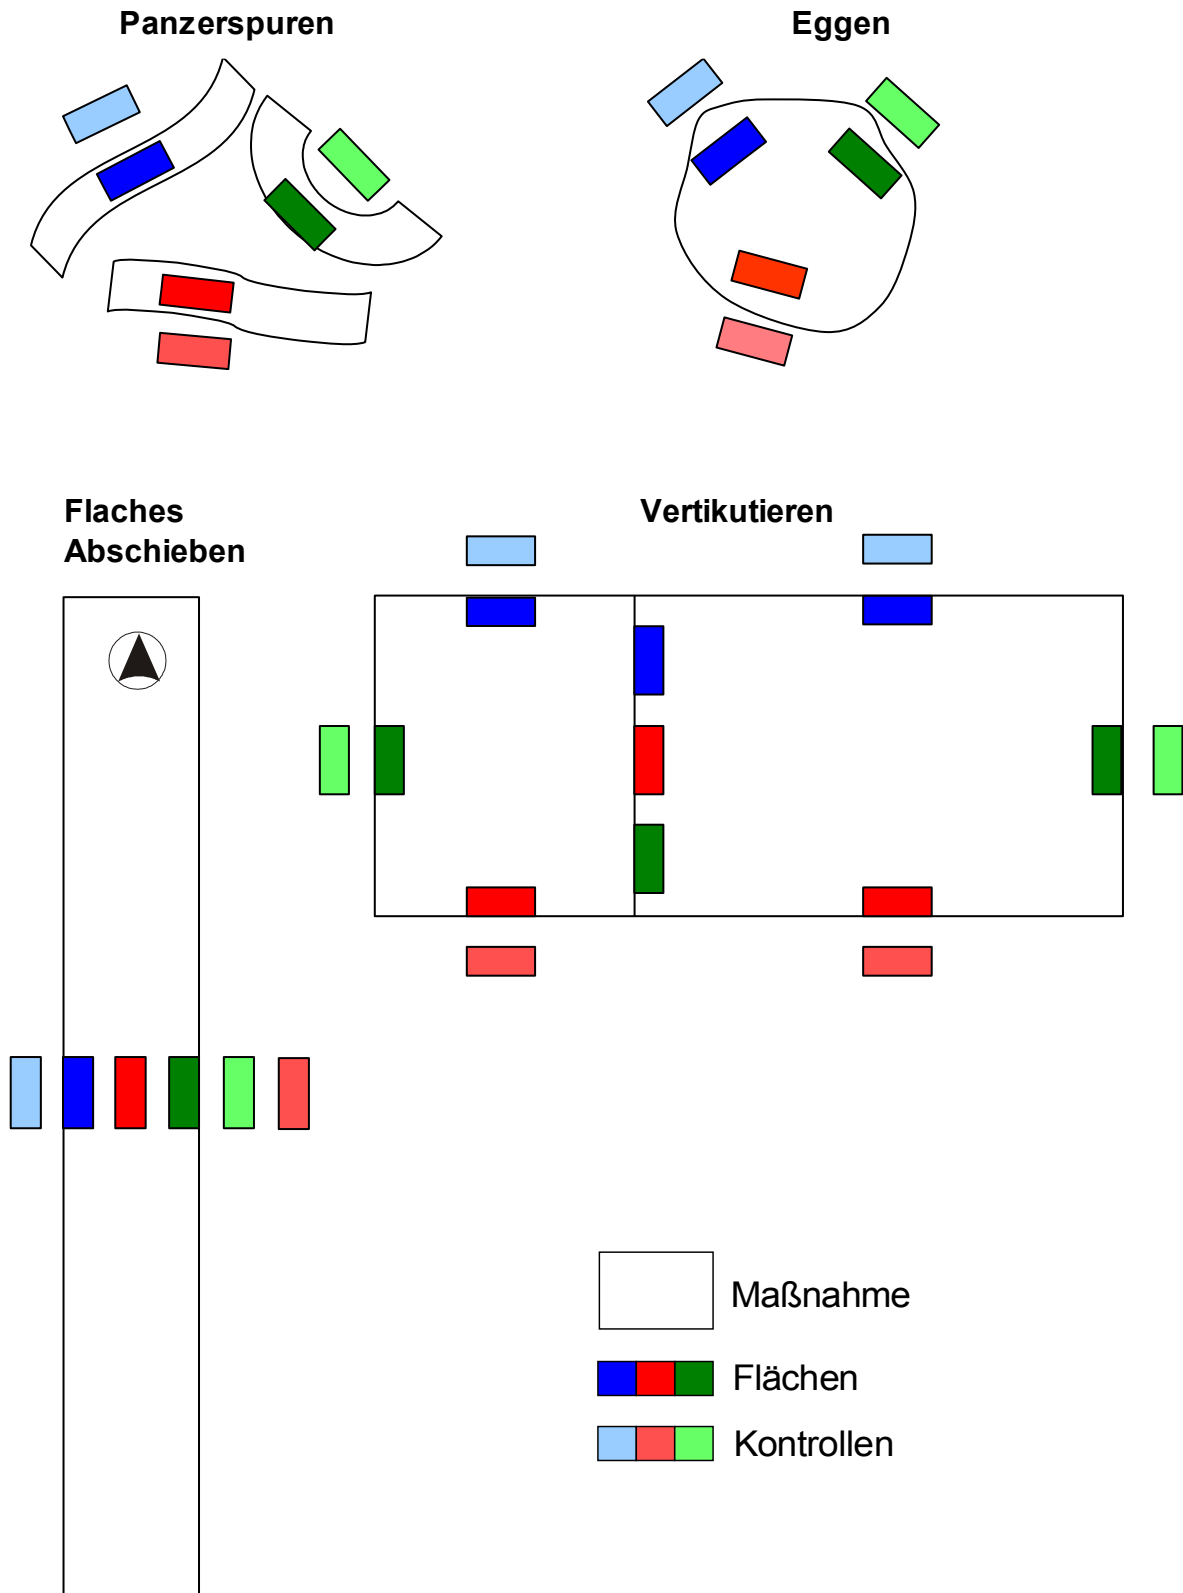 Panzerspuren
Eggen
Flaches
Abschieben
Vertikutieren
Maßnahme
Flächen
Kontrollen